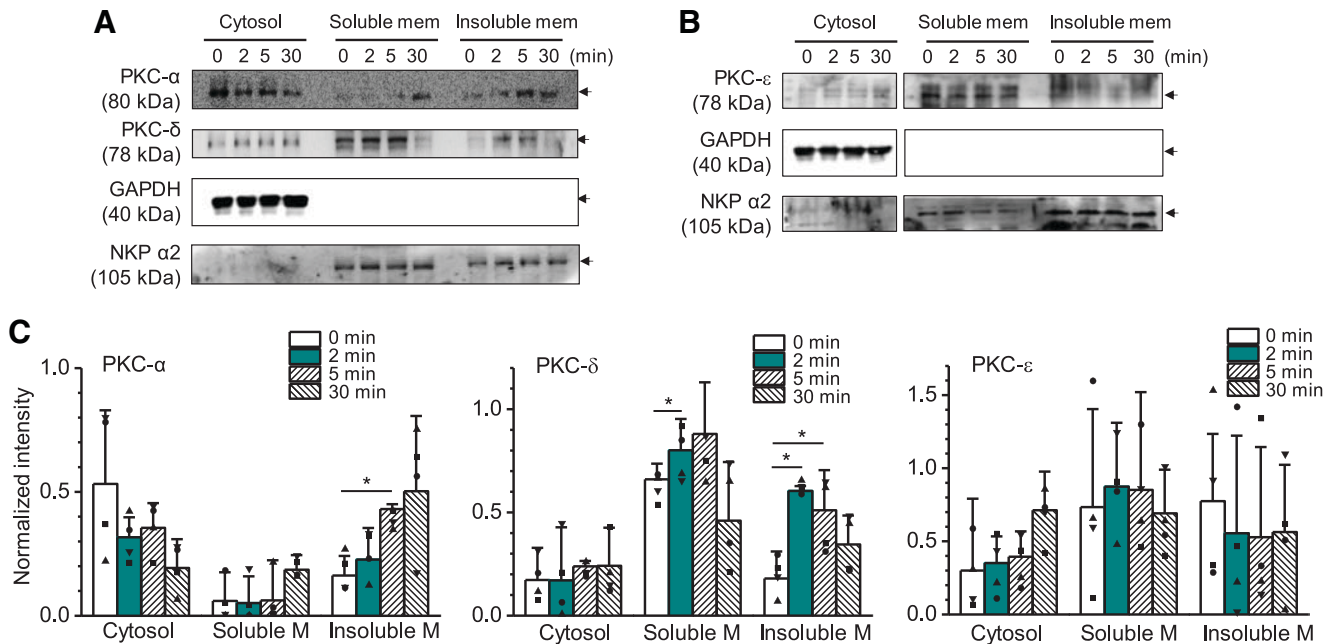 A
Cytosol Soluble mem Insoluble mem
0 2 5 30 0 2 5 30 0 2 5 30 (min)
PKC-α
(80 kDa)
PKC-δ
(78 kDa)
GAPDH
(40 kDa)
NKP α2
(105 kDa)
B
Cytosol Soluble mem Insoluble mem
0 2 5 30 0 2 5 30 0 2 5 30 (min)
PKC-ε
(78 kDa)
GAPDH
(40 kDa)
NKP α2
(105 kDa)
C
Normalized intensity
PKC-α
0 min
2 min
5 min
30 min
1.0
0.5
0.0
*
Cytosol Soluble M Insoluble M
PKC-δ
0 min
2 min
5 min
30 min
1.0
0.5
0.0
*
*
*
Cytosol Soluble M Insoluble M
PKC-ε
0 min
2 min
5 min
30 min
1.5
1.0
0.5
0.0
Cytosol Soluble M Insoluble M